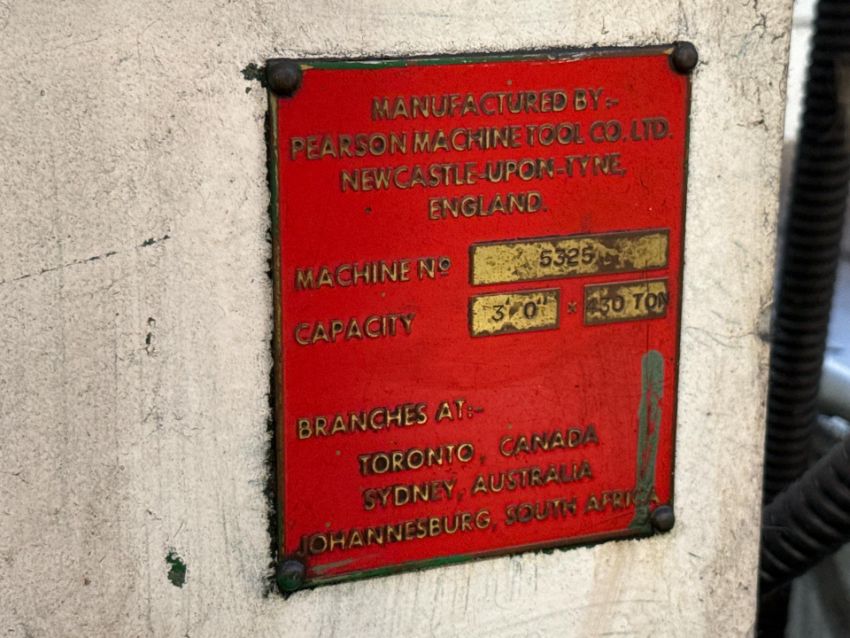 MANUFACTURED BY:-
PEARSON MACHINE TOOL CO. LTD.
NEWCASTLE-UPON-TYNE,
ENGLAND.
MACHINE Nº 5325
CAPACITY 3' 0" × 430 TON
BRANCHES AT:-
TORONTO, CANADA
SYDNEY, AUSTRALIA
JOHANNESBURG, SOUTH AFRICA